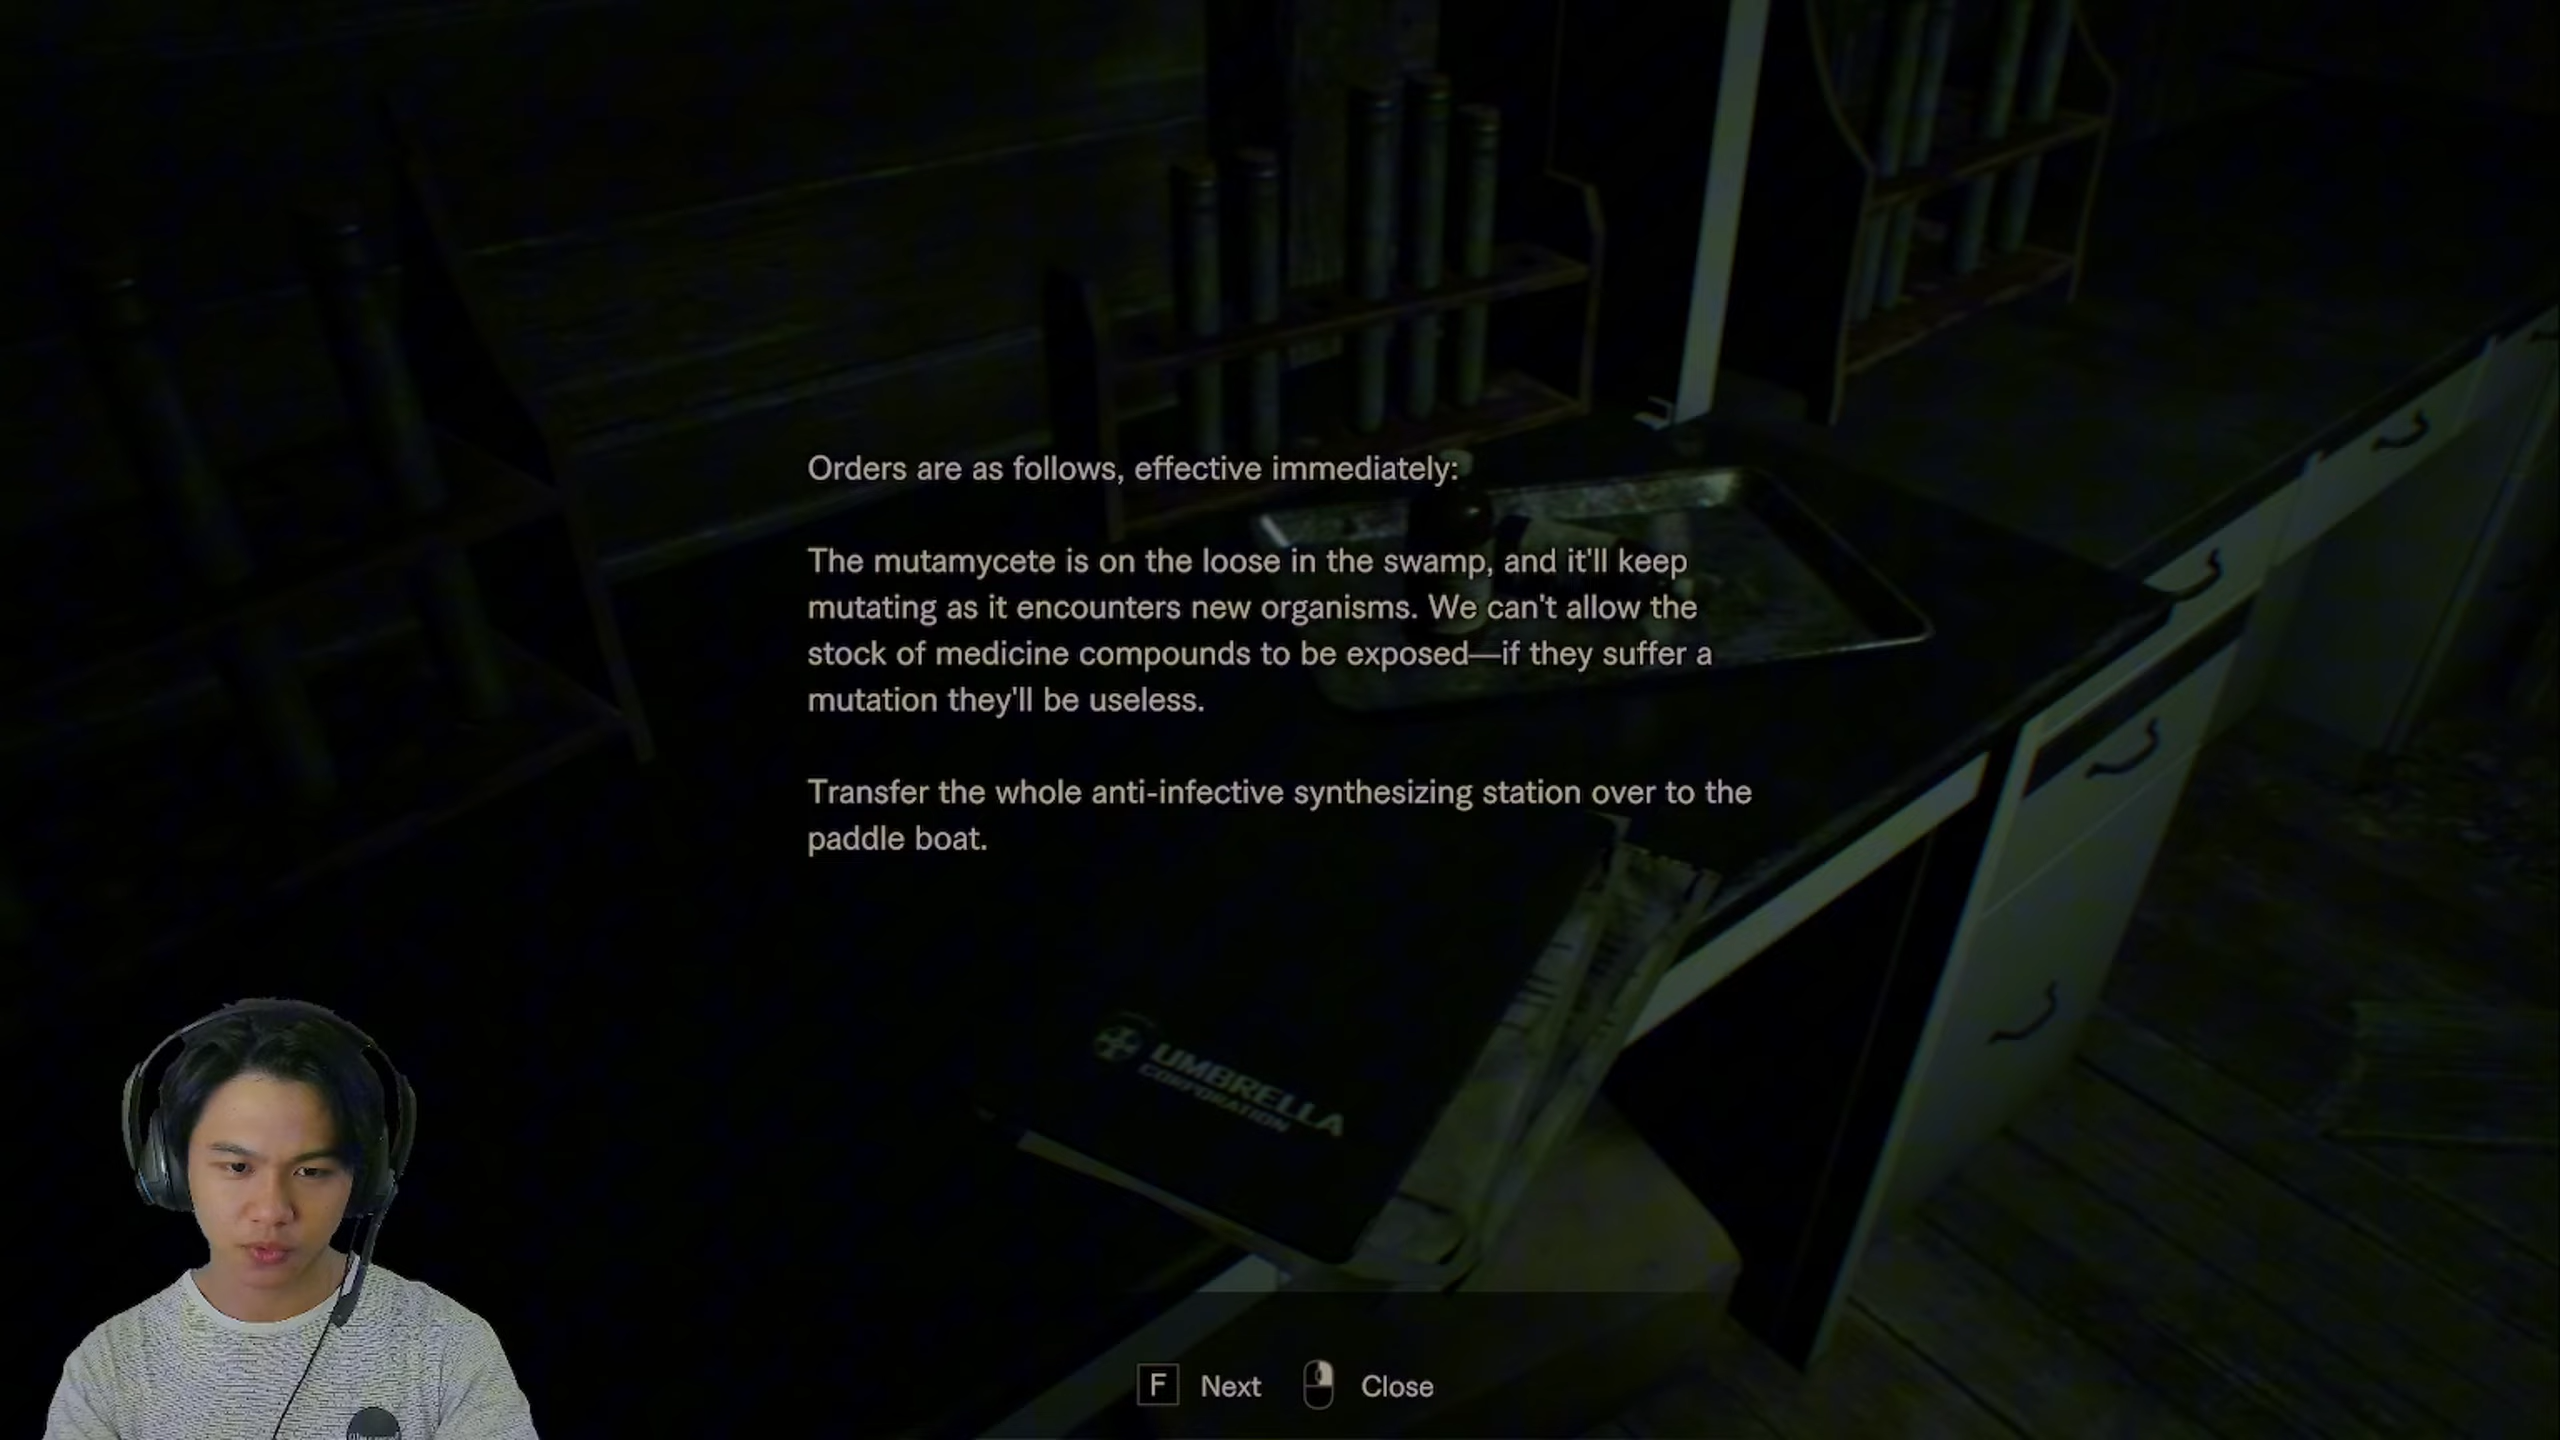 Orders are as follows, effective immediately:
The mutamycete is on the loose in the swamp, and it'll keep
mutating as it encounters new organisms. We can't allow the
stock of medicine compounds to be exposed—if they suffer a
mutation they'll be useless.
Transfer the whole anti-infective synthesizing station over to the
paddle boat.
UMBRELLA
CORPORATION
F Next Close